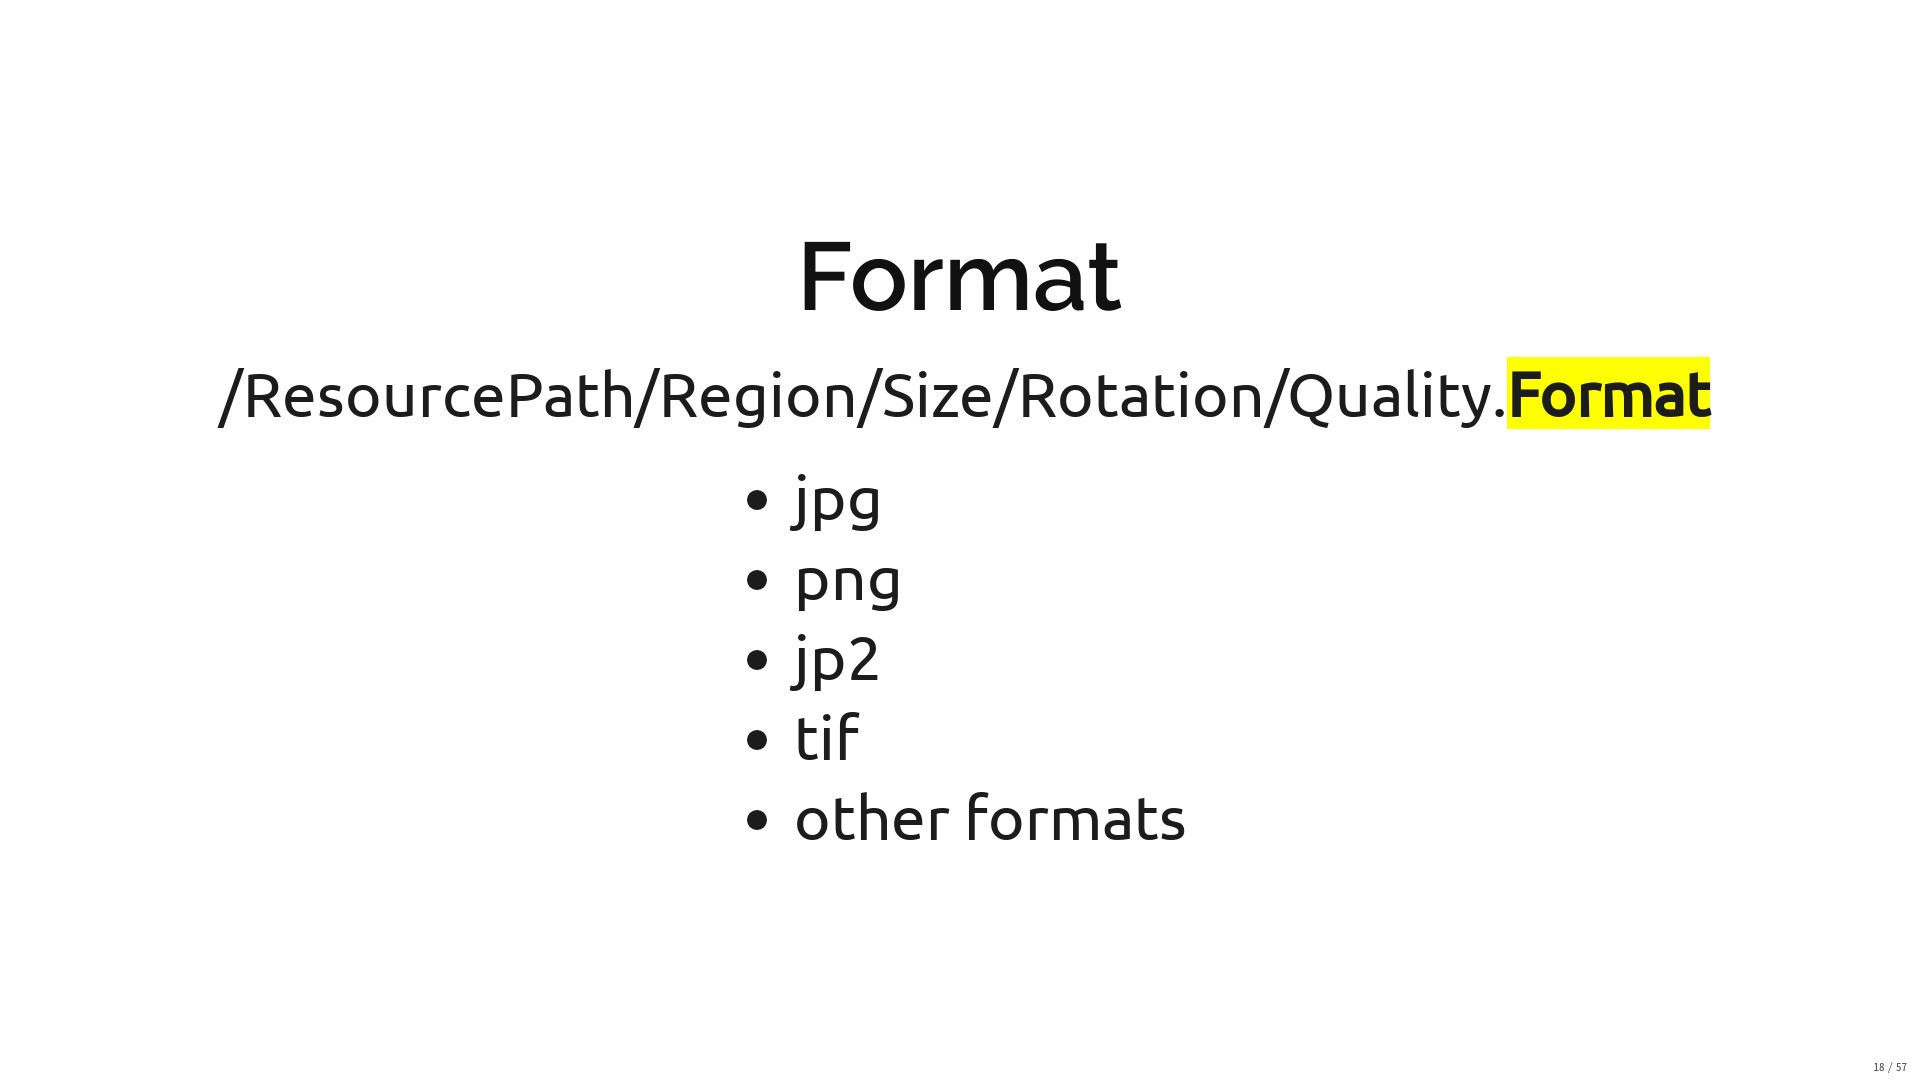 Format
/ResourcePath/Region/Size/Rotation/Quality.Format
• jpg
• png
• jp2
• tif
• other formats
18 / 57